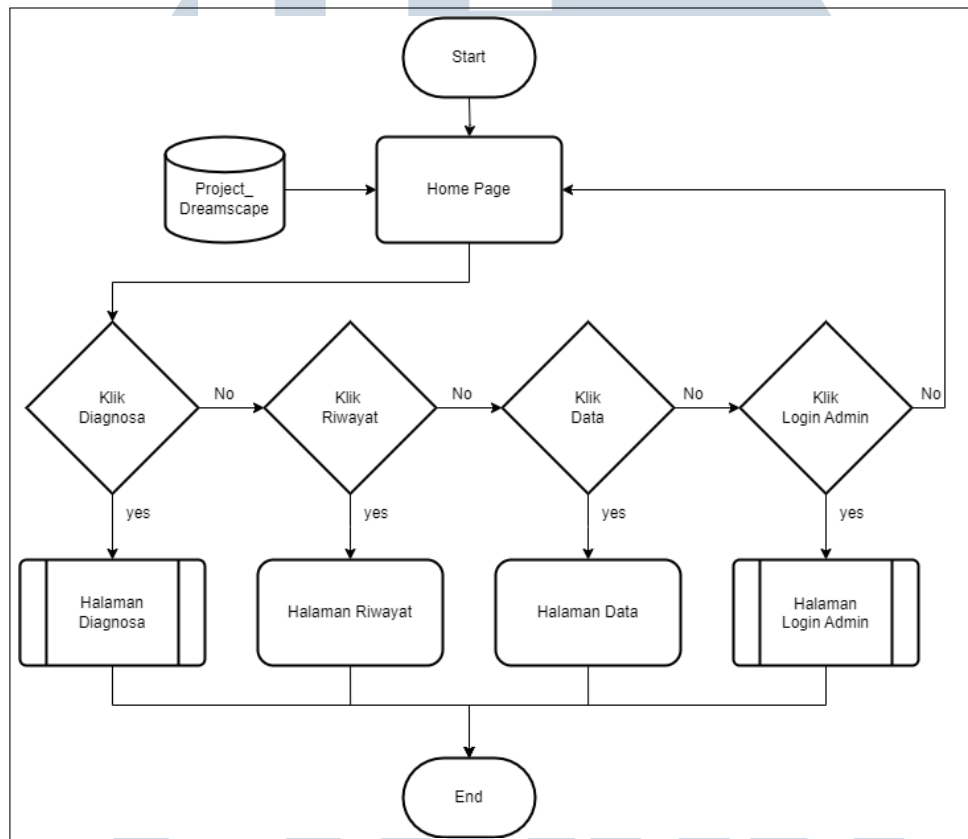 Start
Project_
Dreamscape
Home Page
Klik
Diagnosa
No
Klik
Riwayat
No
Klik
Data
No
Klik
Login Admin
No
yes
yes
yes
yes
Halaman
Diagnosa
Halaman Riwayat
Halaman Data
Halaman
Login Admin
End